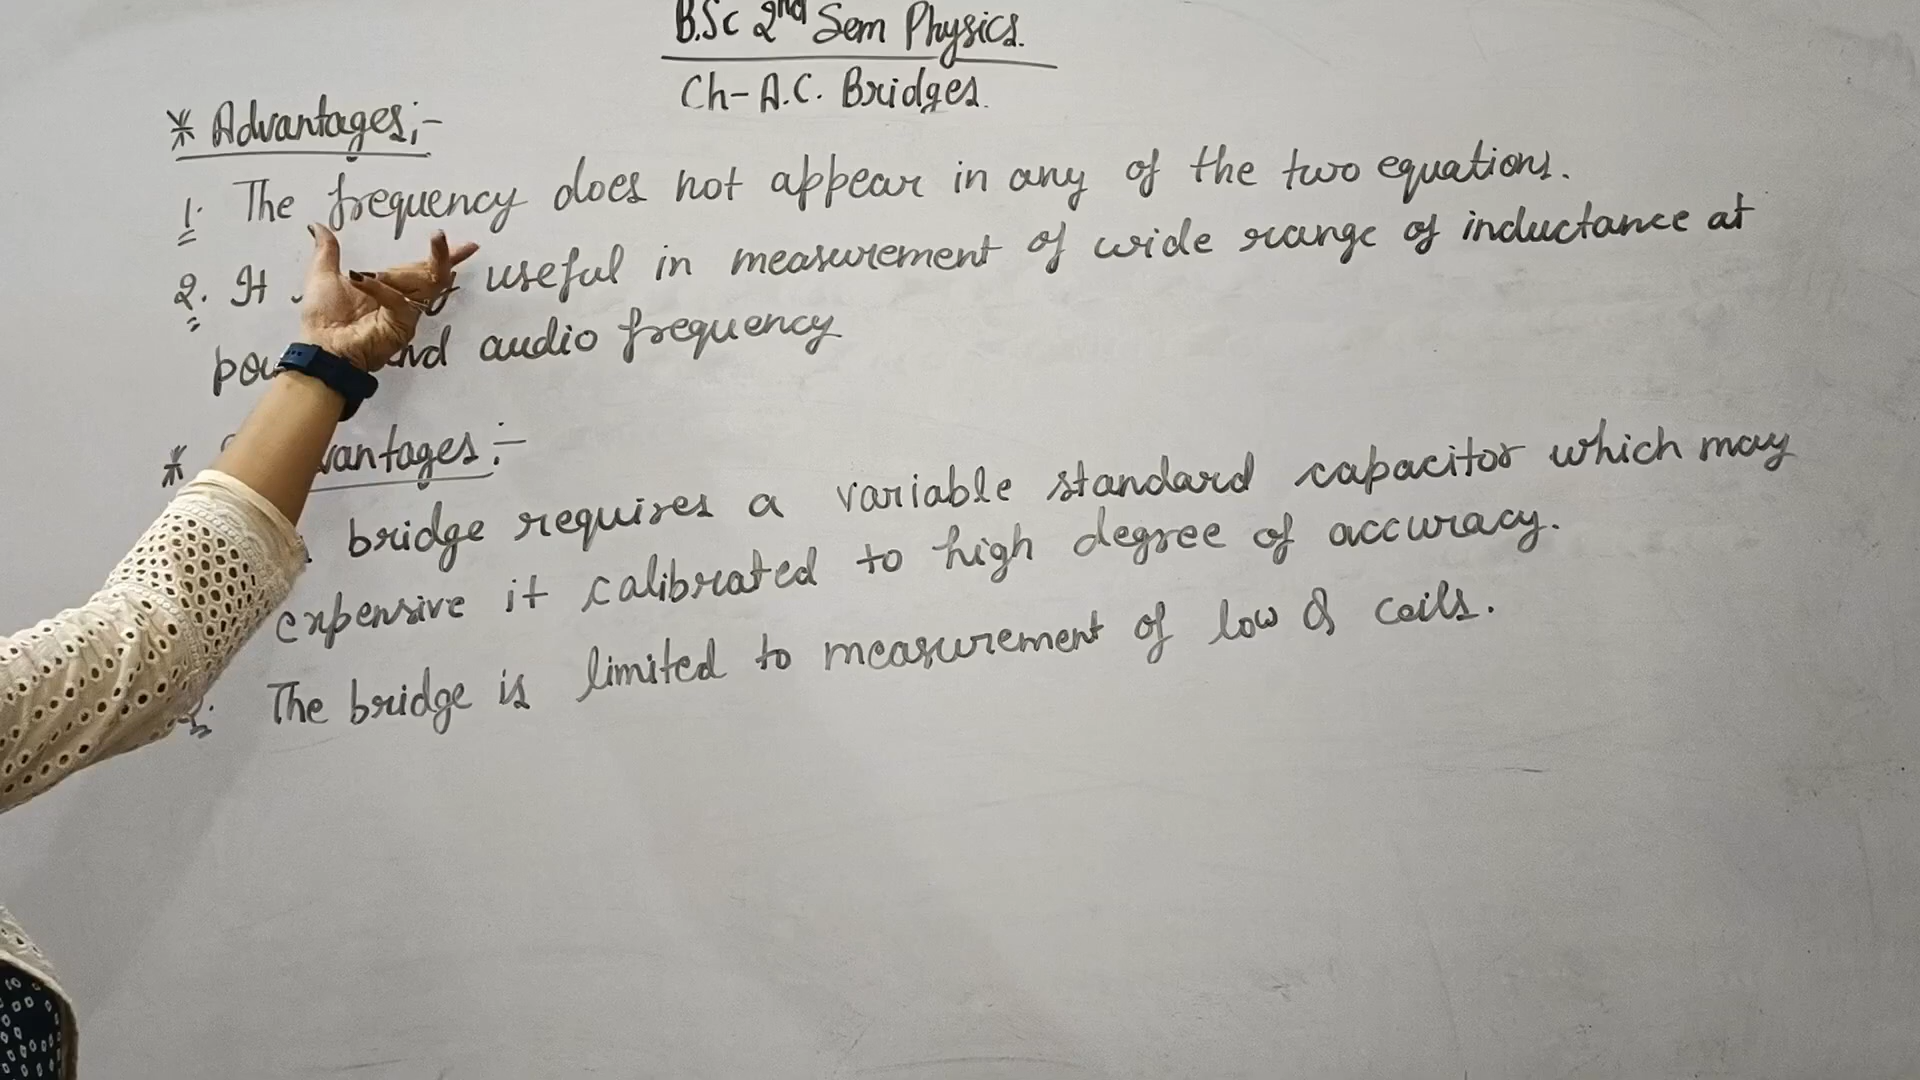 B.Sc 2nd Sem Physics.
Ch- A.C. Bridges.
* Advantages;-
1. The frequency does not appear in any of the two equations.
2. It useful in measurement of wide range of inductance at
and audio frequency
* vantages:-
bridge requires a variable standard capacitor which may
expensive it calibrated to high degree of accuracy.
The bridge is limited to measurement of low Q coils.